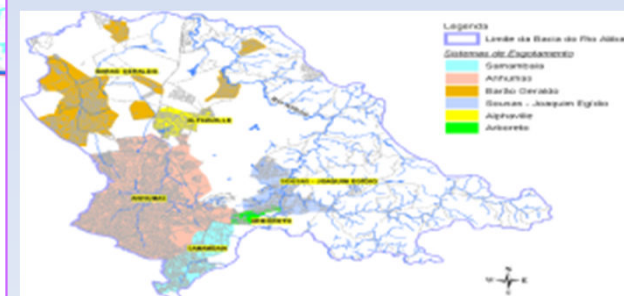 Legenda
Limite da Bacia do Rio Atibaia
Sistemas de Esgotamento
Samambaia
Anhumas
Barão Geraldo
Sousas - Joaquim Egídio
Alphaville
Arboreto
BARÃO GERALDO
ALPHAVILLE
SOUSAS - JOAQUIM EGÍDIO
ANHUMAS
ARBORETO
SAMAMBAIA
N
W
E
S